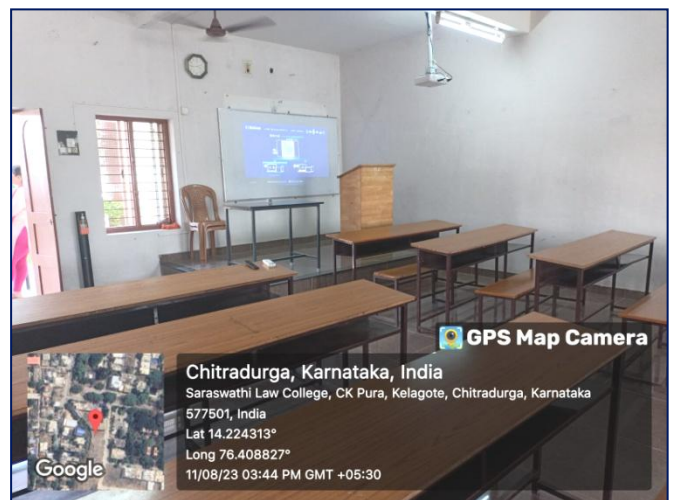 GPS Map Camera
Chitradurga, Karnataka, India
Saraswathi Law College, CK Pura, Kelagote, Chitradurga, Karnataka
577501, India
Lat 14.224313°
Long 76.408827°
11/08/23 03:44 PM GMT +05:30
Google